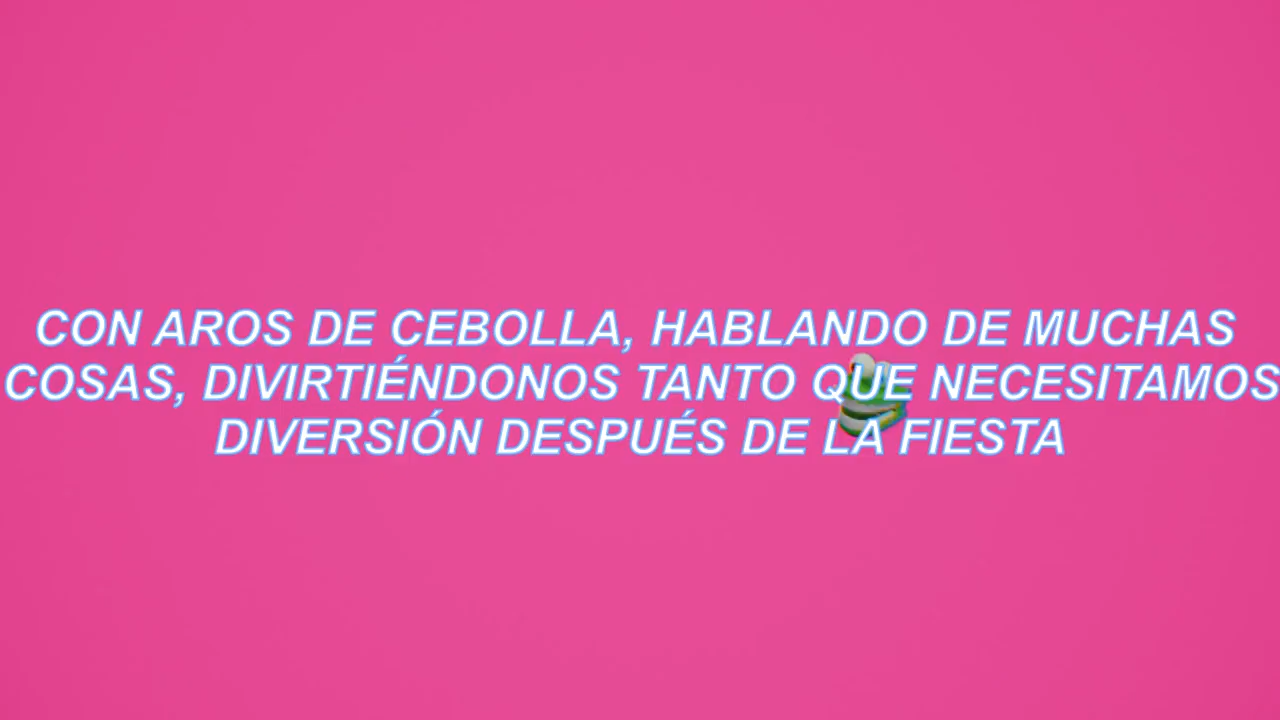 CON AROS DE CEBOLLA, HABLANDO DE MUCHAS
COSAS, DIVIRTIÉNDONOS TANTO QUE NECESITAMOS
DIVERSIÓN DESPUÉS DE LA FIESTA